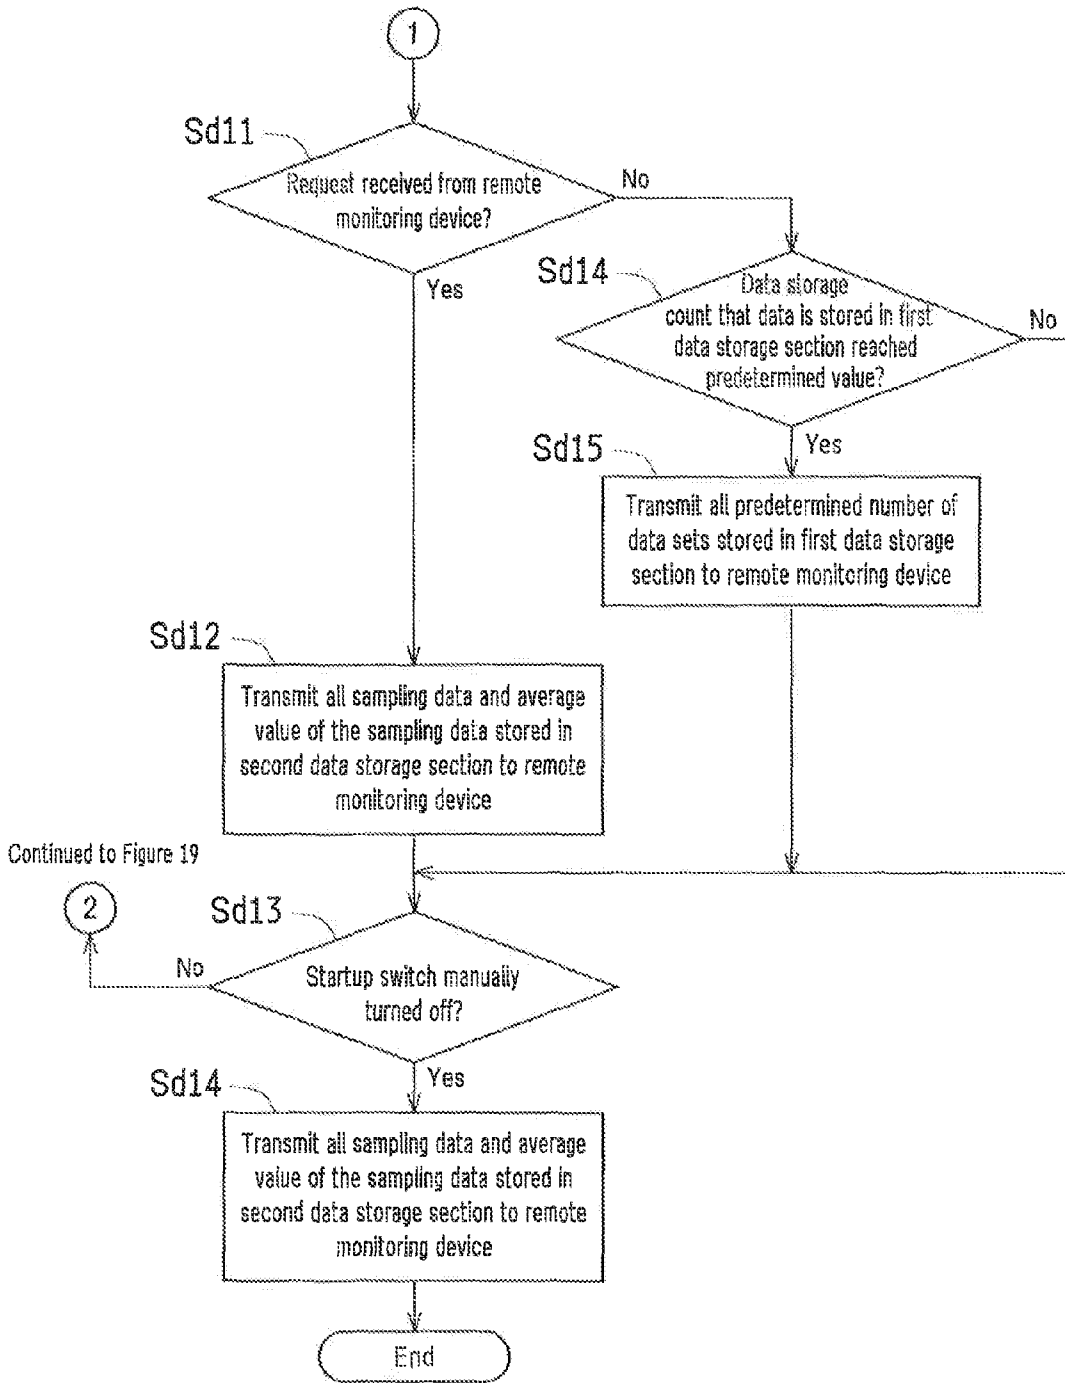 1
Sd11
Request received from remote
monitoring device?
No
Yes
Sd14
Data storage
count that data is stored in first
data storage section reached
predetermined value?
No
Yes
Sd15
Transmit all predetermined number of
data sets stored in first data storage
section to remote monitoring device
Sd12
Transmit all sampling data and average
value of the sampling data stored in
second data storage section to remote
monitoring device
Continued to Figure 19
2
Sd13
No
Startup switch manually
turned off?
Yes
Sd14
Transmit all sampling data and average
value of the sampling data stored in
second data storage section to remote
monitoring device
End